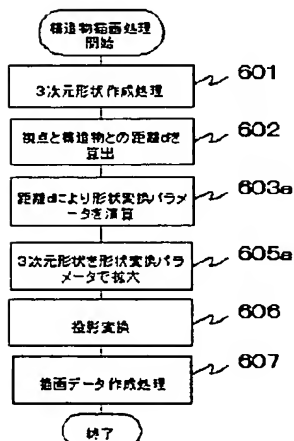 構造物描画処理
開始
3次元形状作成処理
601
視点と構造物との距離dを
算出
602
距離dにより形状変換パラメ
ータを演算
603a
3次元形状を形状変換パラ
メータで拡大
605a
投影変換
606
描画データ作成処理
607
終了